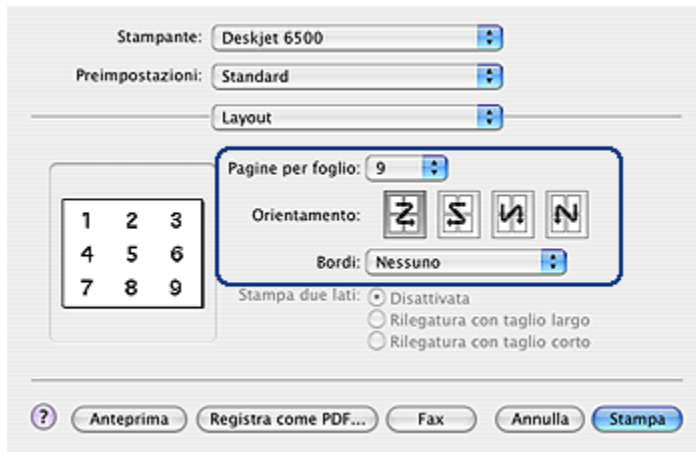 Stampante: Deskjet 6500
Preimpostazioni: Standard
Layout
Pagine per foglio: 9
Orientamento:
Bordi: Nessuno
1 2 3
4 5 6
7 8 9
Stampa due lati: Disattivata
Rilegatura con taglio largo
Rilegatura con taglio corto
? Anteprima Registra come PDF... Fax Annulla Stampa